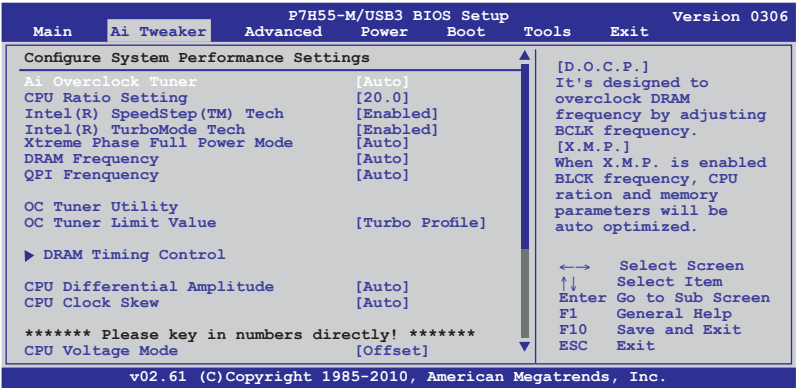 P7H55-M/USB3 BIOS Setup Version 0306
Main Ai Tweaker Advanced Power Boot Tools Exit
Configure System Performance Settings
Ai Overclock Tuner [Auto]
CPU Ratio Setting [20.0]
Intel(R) SpeedStep(TM) Tech [Enabled]
Intel(R) TurboMode Tech [Enabled]
Xtreme Phase Full Power Mode [Auto]
DRAM Frequency [Auto]
QPI Frenquency [Auto]
OC Tuner Utility
OC Tuner Limit Value [Turbo Profile]
DRAM Timing Control
CPU Differential Amplitude [Auto]
CPU Clock Skew [Auto]
******* Please key in numbers directly! *******
CPU Voltage Mode [Offset]
[D.O.C.P.]
It's designed to
overclock DRAM
frequency by adjusting
BCLK frequency.
[X.M.P.]
When X.M.P. is enabled
BLCK frequency, CPU
ration and memory
parameters will be
auto optimized.
←→ Select Screen
↑↓ Select Item
Enter Go to Sub Screen
F1 General Help
F10 Save and Exit
ESC Exit
v02.61 (C)Copyright 1985-2010, American Megatrends, Inc.